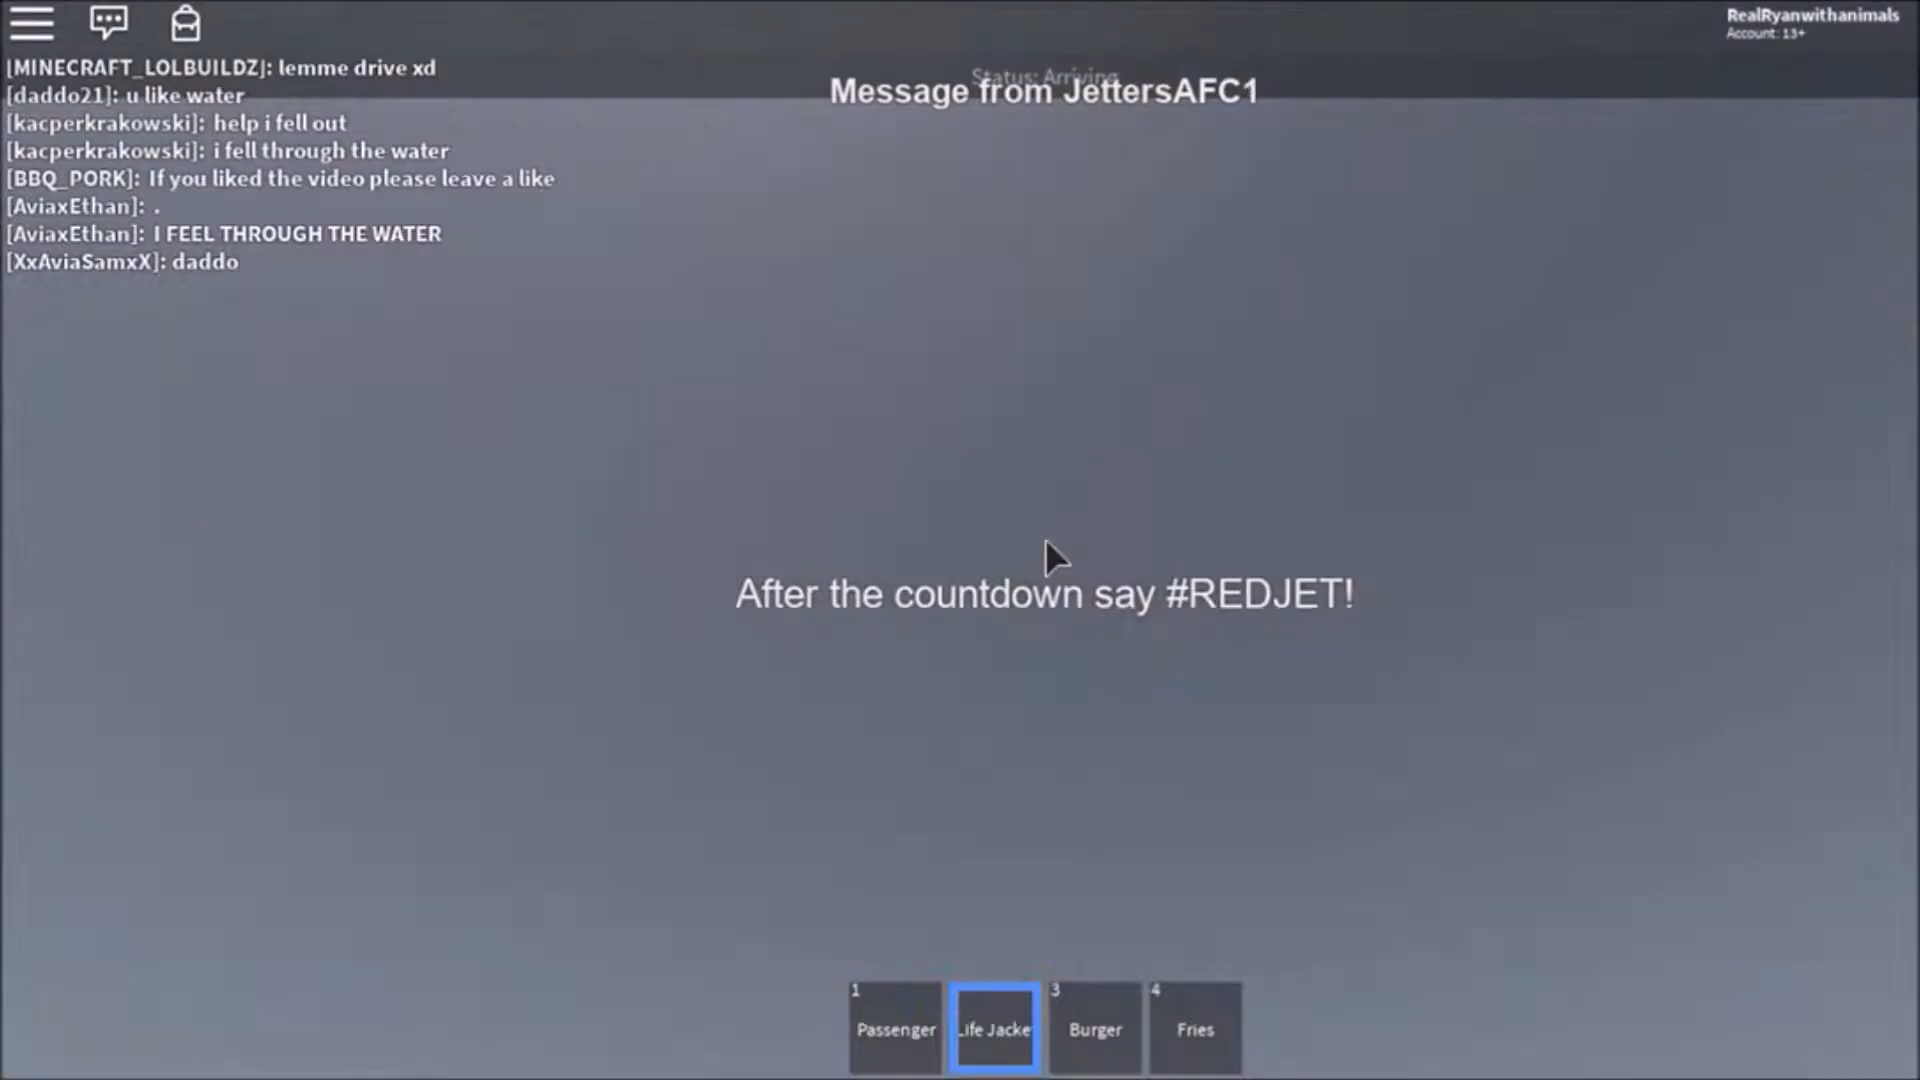 RealRyanwithanimals
Account: 13+
[MINECRAFT_LOLBUILDZ]: lemme drive xd
[daddo21]: u like water
[kacperkrakowski]: help i fell out
[kacperkrakowski]: i fell through the water
[BBQ_PORK]: If you liked the video please leave a like
[AviaxEthan]: .
[AviaxEthan]: I FEEL THROUGH THE WATER
[XxAviaSamxX]: daddo
Status: Arriving
Message from JettersAFC1
After the countdown say #REDJET!
1
Passenger
Life Jacke
3
Burger
4
Fries